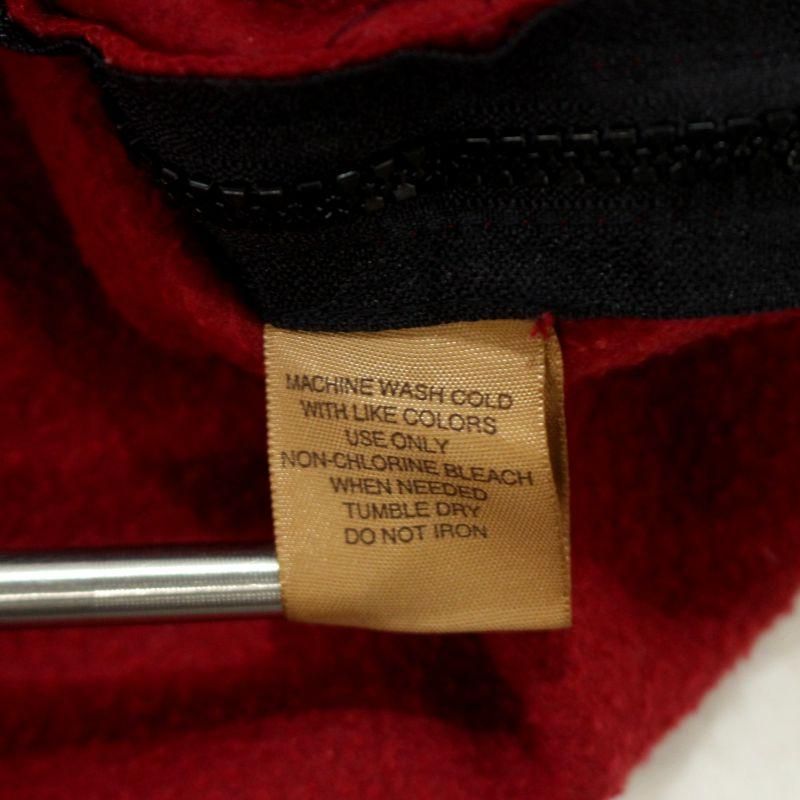 MACHINE WASH COLD
WITH LIKE COLORS
USE ONLY
NON-CHLORINE BLEACH
WHEN NEEDED
TUMBLE DRY
DO NOT IRON